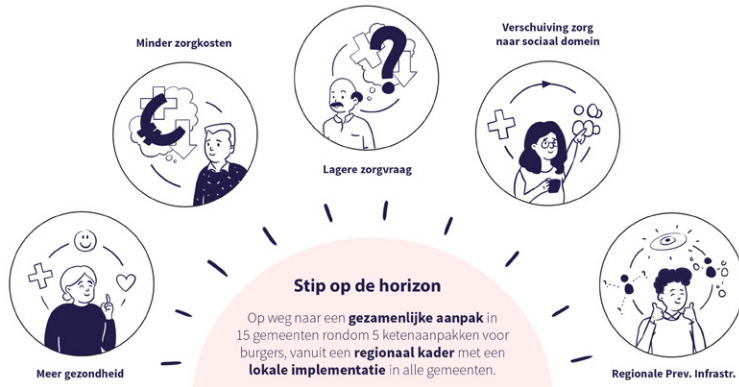 Minder zorgkosten
Verschuiving zorg
naar sociaal domein
Lagere zorgvraag
Stip op de horizon
Op weg naar een gezamenlijke aanpak in
15 gemeenten rondom 5 ketenaanpakken voor
burgers, vanuit een regionaal kader met een
lokale implementatie in alle gemeenten.
Meer gezondheid
Regionale Prev. Infrastr.